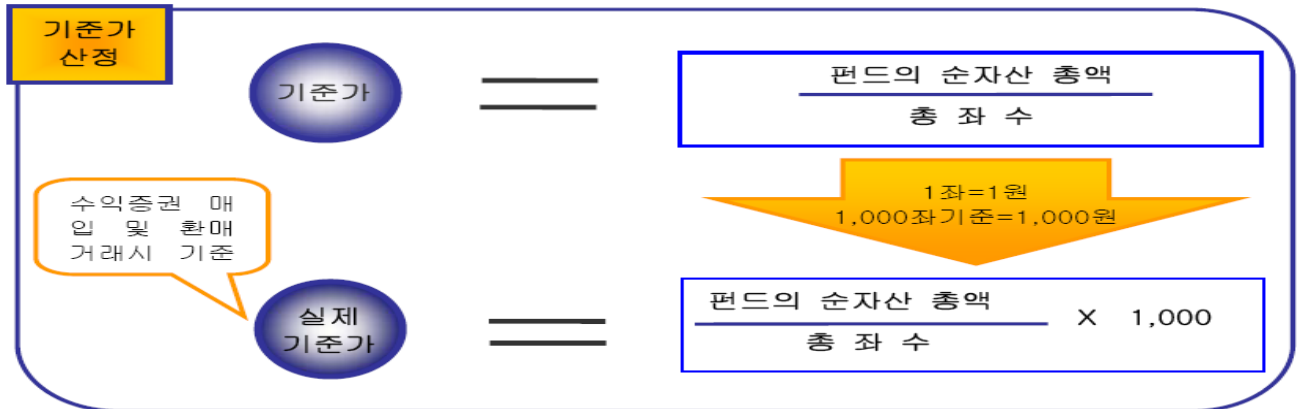 기준가
산정
기준가
펀드의 순자산 총액
총 좌 수
1좌=1원
1,000좌기준=1,000원
수익증권 매
입 및 환매
거래시 기준
실제
기준가
펀드의 순자산 총액
총 좌 수
X 1,000